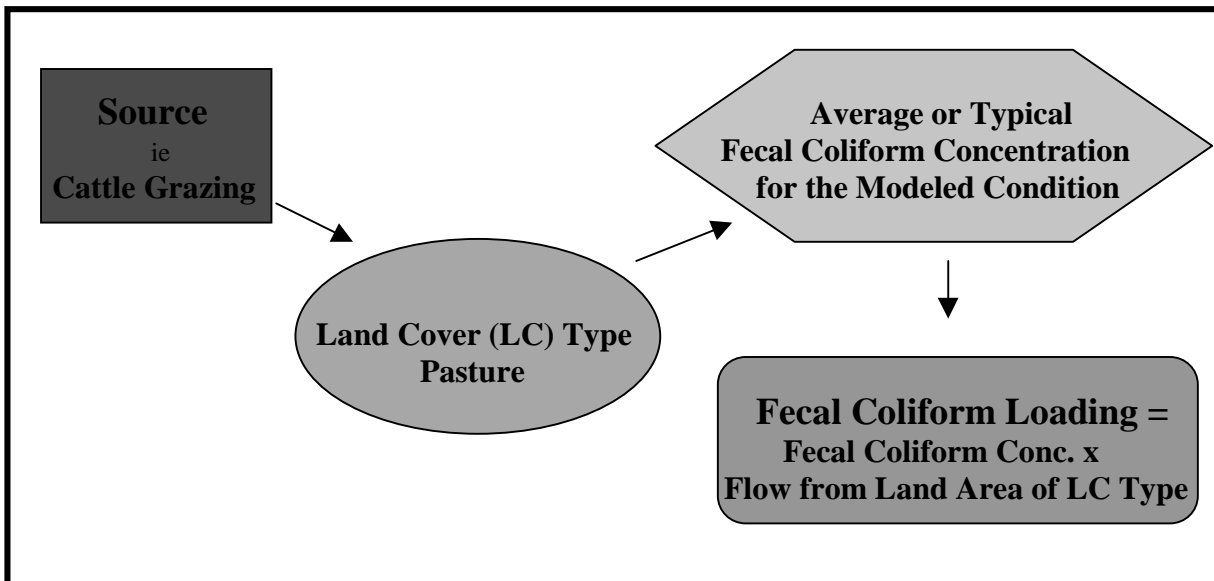 Source
ie
Cattle Grazing
Land Cover (LC) Type
Pasture
Average or Typical
Fecal Coliform Concentration
for the Modeled Condition
Fecal Coliform Loading =
Fecal Coliform Conc. x
Flow from Land Area of LC Type